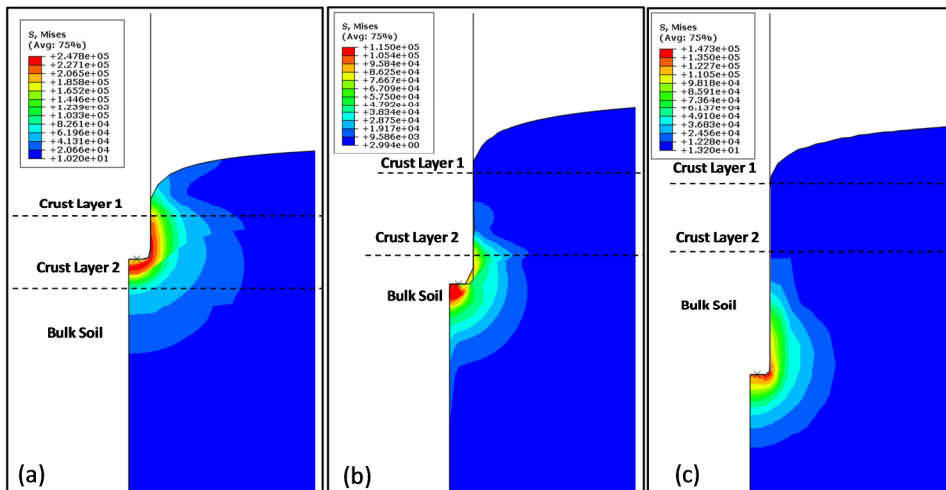 S, Mises
(Avg: 75%)
+2.478e+05
+2.271e+05
+2.065e+05
+1.858e+05
+1.652e+05
+1.446e+05
+1.239e+05
+1.033e+05
+8.261e+04
+6.196e+04
+4.131e+04
+2.066e+04
+1.020e+01
Crust Layer 1
Crust Layer 2
Bulk Soil
(a)
S, Mises
(Avg: 75%)
+1.150e+05
+1.054e+05
+9.584e+04
+8.625e+04
+7.667e+04
+6.709e+04
+5.750e+04
+4.792e+04
+3.834e+04
+2.875e+04
+1.917e+04
+9.586e+03
+2.994e+00
Crust Layer 1
Crust Layer 2
Bulk Soil
(b)
S, Mises
(Avg: 75%)
+1.473e+05
+1.350e+05
+1.227e+05
+1.105e+05
+9.818e+04
+8.591e+04
+7.364e+04
+6.137e+04
+4.910e+04
+3.683e+04
+2.456e+04
+1.228e+04
+1.320e+01
Crust Layer 1
Crust Layer 2
Bulk Soil
(c)